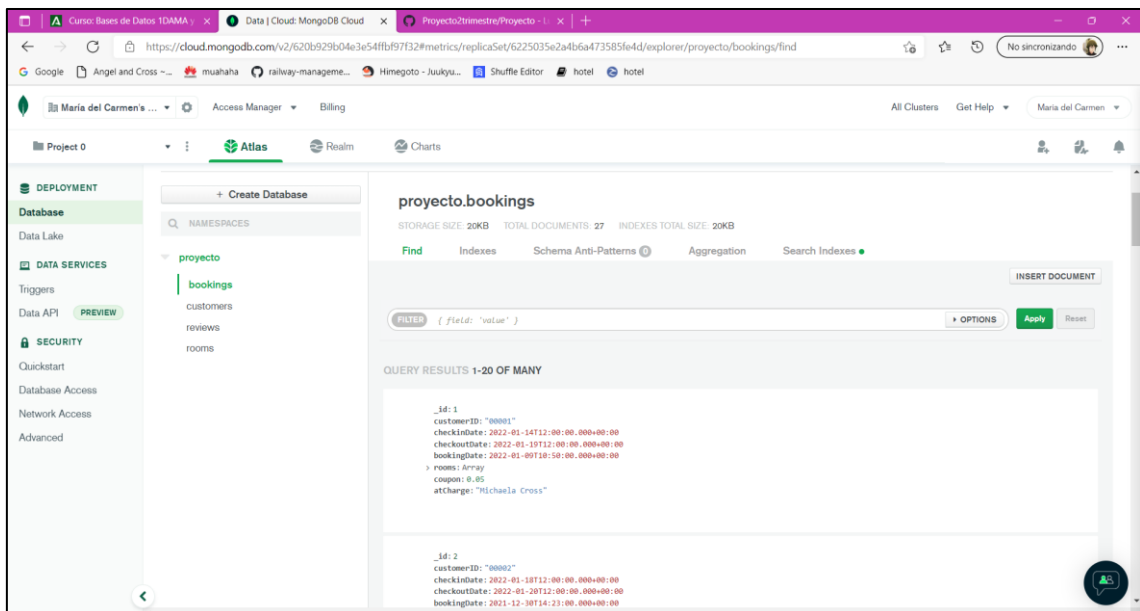 Curso: Bases de Datos 1DAMA y
Data | Cloud: MongoDB Cloud
Proyecto2trimestre/Proyecto - L
https://cloud.mongodb.com/v2/620b929b04e3e54ffbf97f32#metrics/replicaSet/6225035e2a4b6a473585fe4d/explorer/proyecto/bookings/find
No sincronizando
Google Angel and Cross ~... muahaha railway-manageme... Himegoto - Juukyu... Shuffle Editor hotel hotel
María del Carmen's ... Access Manager Billing All Clusters Get Help Maria del Carmen
Project 0 Atlas Realm Charts
DEPLOYMENT
Database
Data Lake
DATA SERVICES
Triggers
Data API PREVIEW
SECURITY
Quickstart
Database Access
Network Access
Advanced
+ Create Database
NAMESPACES
proyecto
bookings
customers
reviews
rooms
proyecto.bookings
STORAGE SIZE: 20KB TOTAL DOCUMENTS: 27 INDEXES TOTAL SIZE: 20KB
Find Indexes Schema Anti-Patterns 0 Aggregation Search Indexes
INSERT DOCUMENT
FILTER { field: 'value' } OPTIONS Apply Reset
QUERY RESULTS 1-20 OF MANY
_id: 1
customerID: "00001"
checkinDate: 2022-01-14T12:00:00.000+00:00
checkoutDate: 2022-01-19T12:00:00.000+00:00
bookingDate: 2022-01-09T10:50:00.000+00:00
rooms: Array
coupon: 0.05
atCharge: "Michaela Cross"
_id: 2
customerID: "00002"
checkinDate: 2022-01-18T12:00:00.000+00:00
checkoutDate: 2022-01-20T12:00:00.000+00:00
bookingDate: 2021-12-30T14:23:00.000+00:00